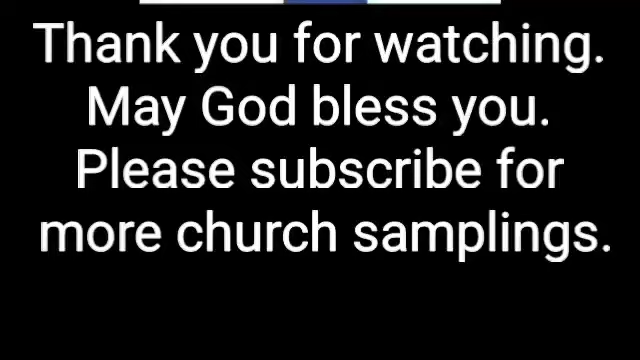 Thank you for watching.
May God bless you.
Please subscribe for
more church samplings.